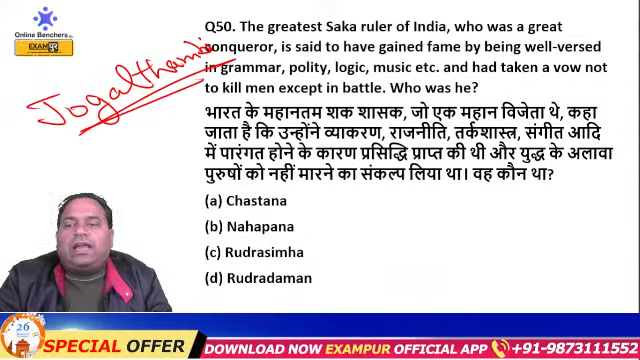 Online Benchers.in
EXAMपुर
Q50. The greatest Saka ruler of India, who was a great
conqueror, is said to have gained fame by being well-versed
in grammar, polity, logic, music etc. and had taken a vow not
to kill men except in battle. Who was he?
Jogalthambi
भारत के महानतम शक शासक, जो एक महान विजेता थे, कहा
जाता है कि उन्होंने व्याकरण, राजनीति, तर्कशास्त्र, संगीत आदि
में पारंगत होने के कारण प्रसिद्धि प्राप्त की थी और युद्ध के अलावा
पुरुषों को नहीं मारने का संकल्प लिया था। वह कौन था?
(a) Chastana
(b) Nahapana
(c) Rudrasimha
(d) Rudradaman
26
SPECIAL OFFER
DOWNLOAD NOW EXAMPUR OFFICIAL APP
+91-9873111552